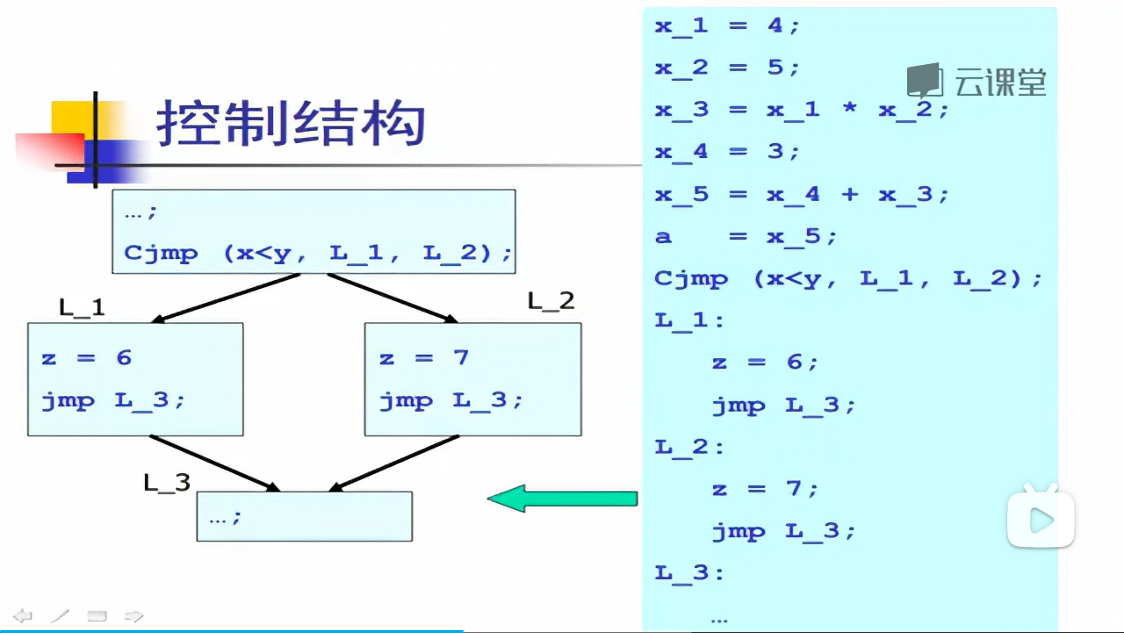 控制结构
…;
Cjmp (x<y, L_1, L_2);
L_1
L_2
z = 6
jmp L_3;
z = 7
jmp L_3;
L_3
…;
x_1 = 4;
x_2 = 5;
云课堂
x_3 = x_1 * x_2;
x_4 = 3;
x_5 = x_4 + x_3;
a = x_5;
Cjmp (x<y, L_1, L_2);
L_1:
z = 6;
jmp L_3;
L_2:
z = 7;
jmp L_3;
L_3:
…